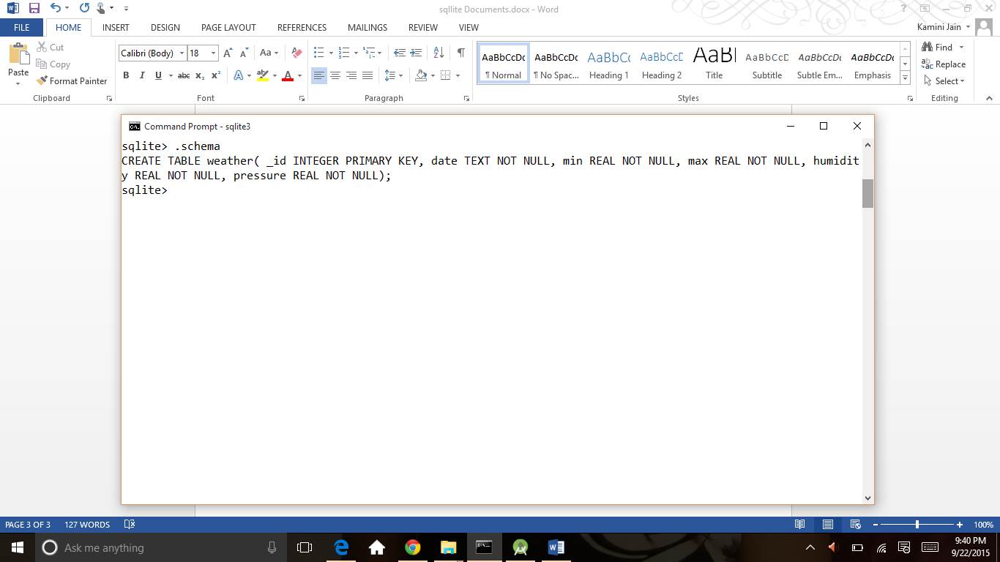 sqllite Documents.docx - Word
FILE HOME INSERT DESIGN PAGE LAYOUT REFERENCES MAILINGS REVIEW VIEW
Kamini Jain
Paste
Cut
Copy
Format Painter
Clipboard
Calibri (Body) 18
Aa
B I U abc x₂ x²
A ab A
Font
Paragraph
AaBbCcDc AaBbCcDc AaBbCc AaBbCcD AaBl AaBbCcD AaBbCcDc AaBbCcDc
¶ Normal ¶ No Spac... Heading 1 Heading 2 Title Subtitle Subtle Em... Emphasis
Styles
Find
Replace
Select
Editing
Command Prompt - sqlite3
sqlite> .schema
CREATE TABLE weather( _id INTEGER PRIMARY KEY, date TEXT NOT NULL, min REAL NOT NULL, max REAL NOT NULL, humidit
y REAL NOT NULL, pressure REAL NOT NULL);
sqlite>
PAGE 3 OF 3 127 WORDS
100%
Ask me anything
9:40 PM
9/22/2015